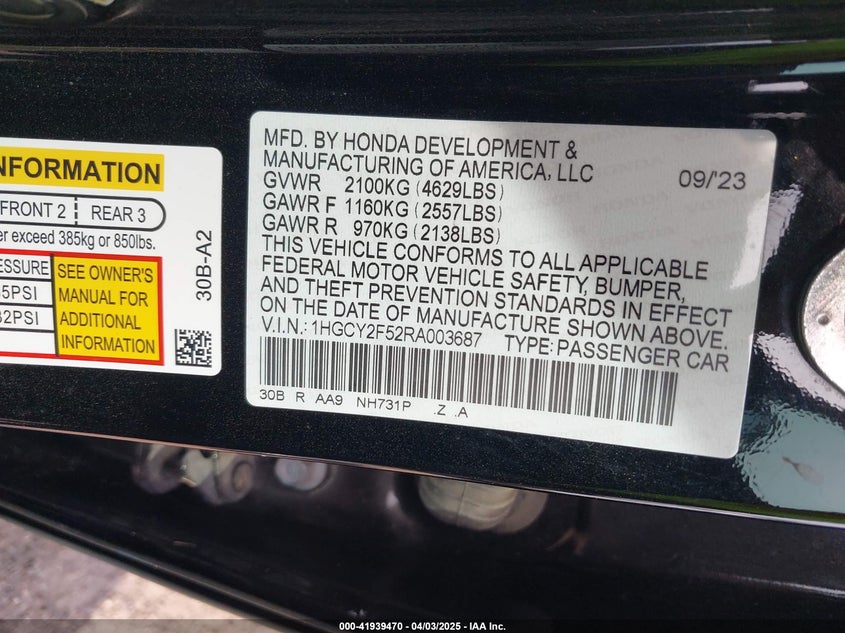 NFORMATION
FRONT 2 | REAR 3
exceed 385kg or 850lbs.
SEE OWNER'S
5PSI MANUAL FOR
2PSI ADDITIONAL
INFORMATION
30B-A2
MFD. BY HONDA DEVELOPMENT &
MANUFACTURING OF AMERICA, LLC 09/'23
GVWR 2100KG (4629LBS)
GAWR F 1160KG (2557LBS)
GAWR R 970KG (2138LBS)
THIS VEHICLE CONFORMS TO ALL APPLICABLE
FEDERAL MOTOR VEHICLE SAFETY, BUMPER,
AND THEFT PREVENTION STANDARDS IN EFFECT
ON THE DATE OF MANUFACTURE SHOWN ABOVE.
V.I.N.: 1HGCY2F52RA003687 TYPE: PASSENGER CAR
30B R AA9 NH731P .Z .A
000-41939470 - 04/03/2025 - IAA Inc.